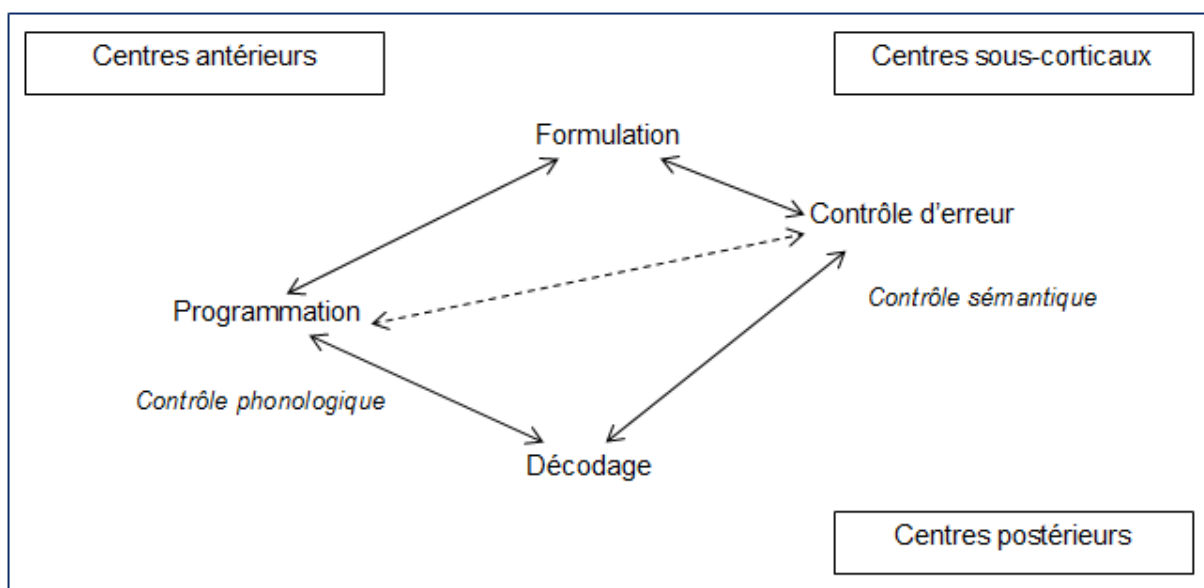 Centres antérieurs
Centres sous-corticaux
Formulation
Contrôle d'erreur
Contrôle sémantique
Programmation
Contrôle phonologique
Décodage
Centres postérieurs